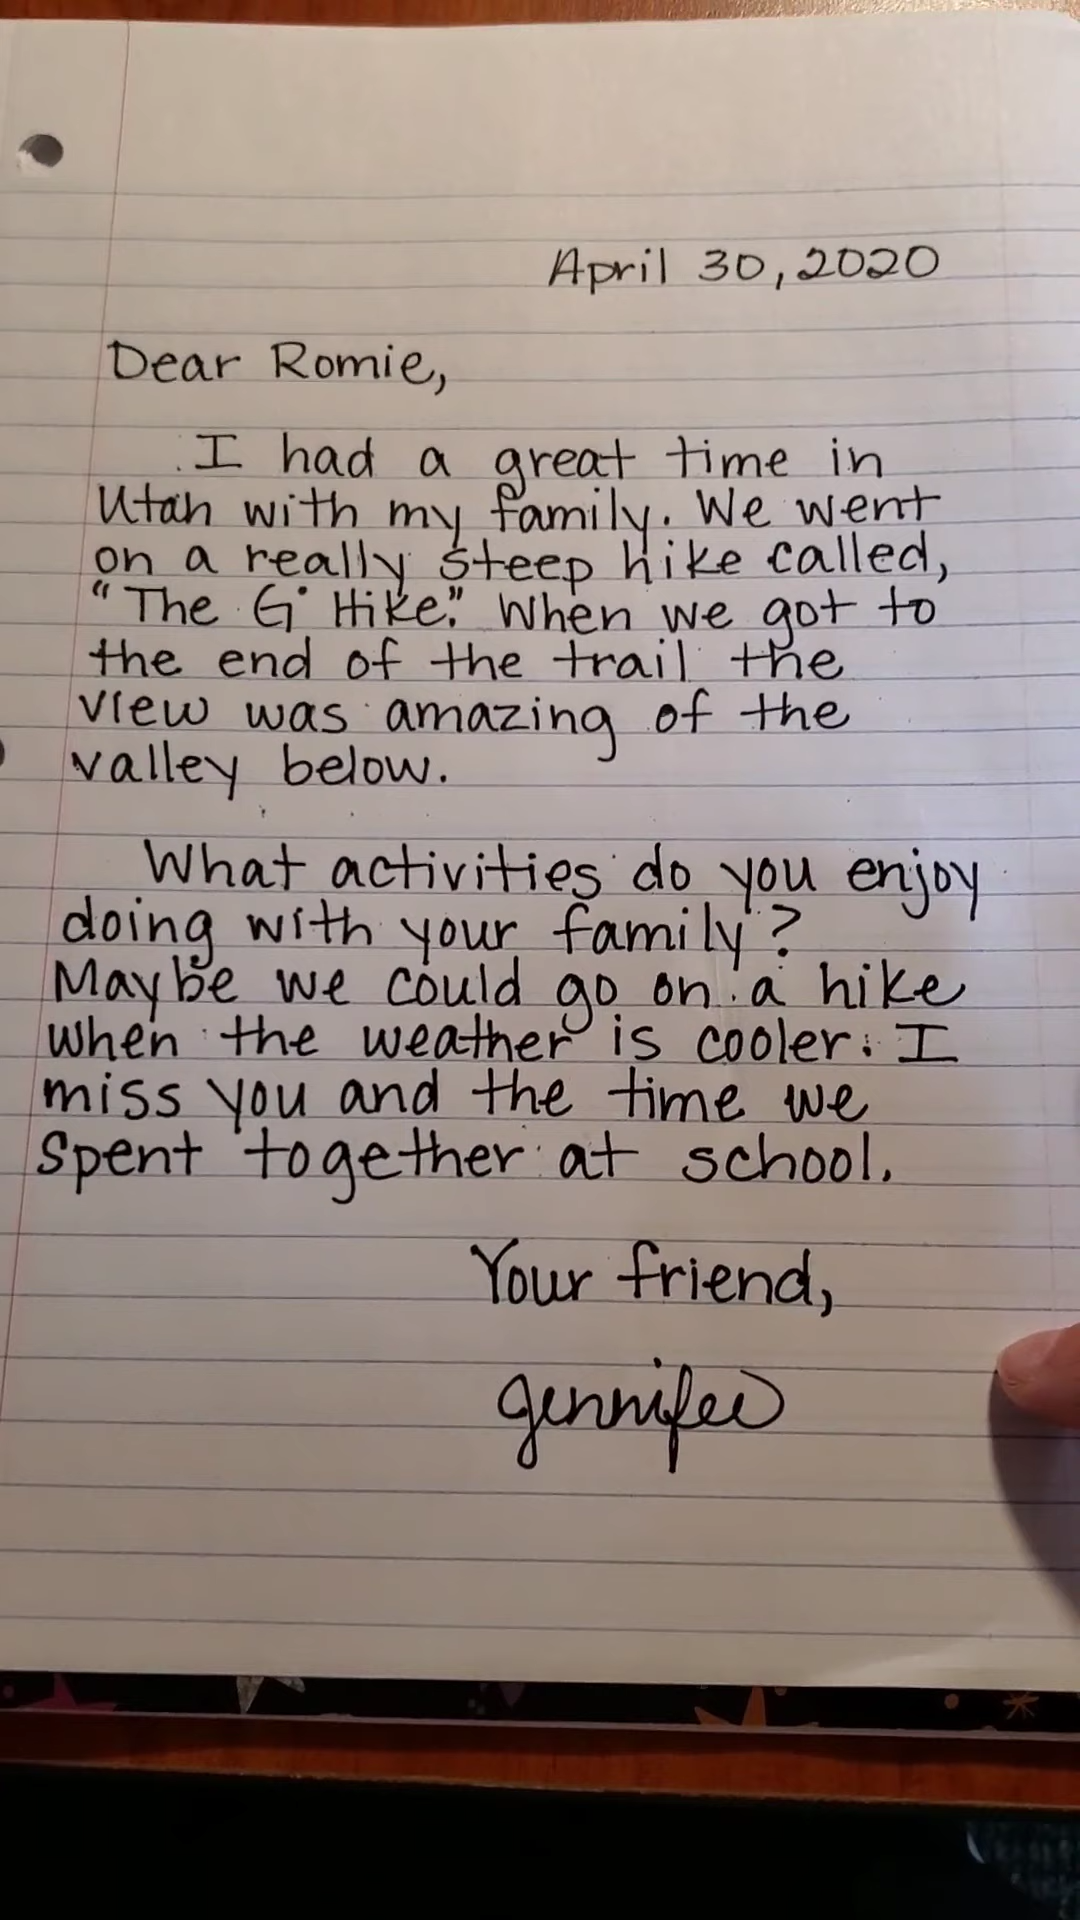 April 30, 2020
Dear Romie,
I had a great time in
Utah with my family. We went
on a really steep hike called,
"The G Hike." When we got to
the end of the trail the
view was amazing of the
valley below.
What activities do you enjoy
doing with your family?
Maybe we could go on a hike
when the weather is cooler. I
miss you and the time we
spent together at school.
Your friend,
Jennifer